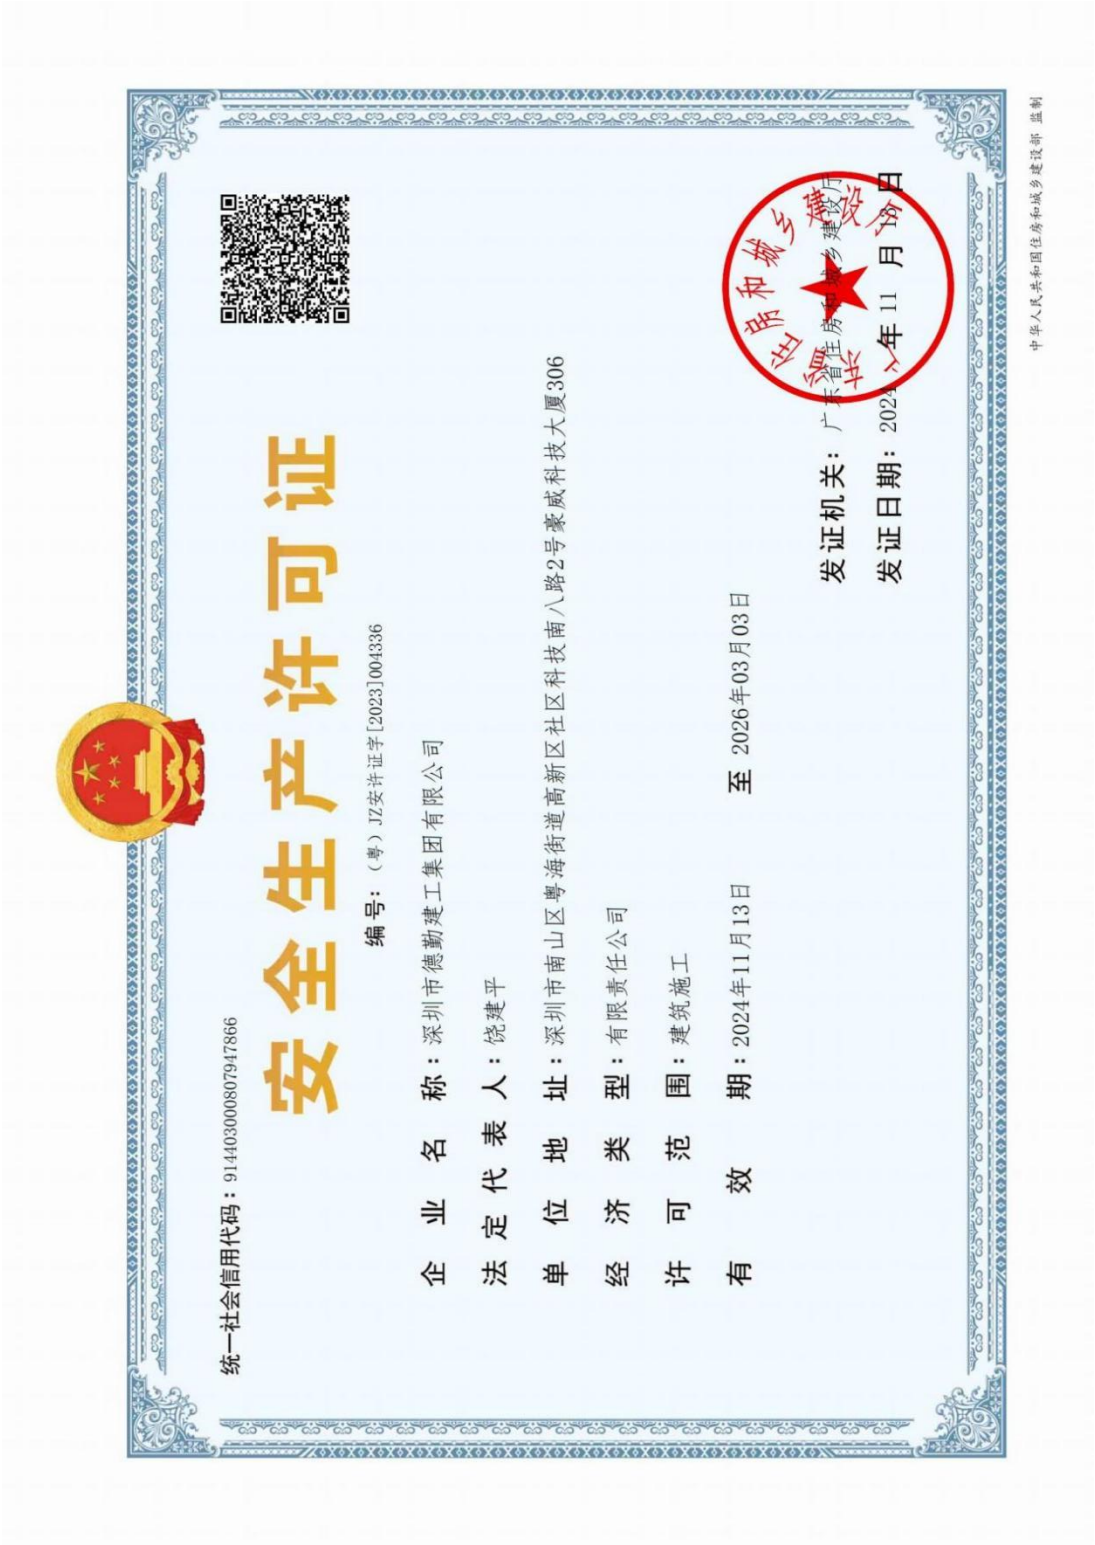 统一社会信用代码：914403000807947866
安全生产许可证
编号：（粤）JZ安许证字[2023]004336
企业名称：深圳市德勤建工集团有限公司
法定代表人：饶建平
单位地址：深圳市南山区粤海街道高新区社区科技南八路2号豪威科技大厦306
经济类型：有限责任公司
许可范围：建筑施工
有效期：2024年11月13日 至 2026年03月03日
发证机关：广东省住房和城乡建设厅
发证日期：2024年11月13日
广东省住房和城乡建设厅
中华人民共和国住房和城乡建设部 监制